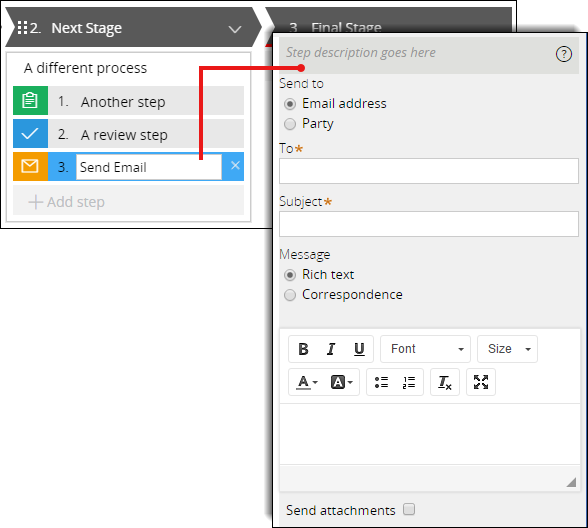 2. Next Stage
3. Final Stage
A different process
1. Another step
2. A review step
3. Send Email
Add step
Step description goes here
Send to
Email address
Party
To*
Subject*
Message
Rich text
Correspondence
B I U Font Size
A A Tx
Send attachments